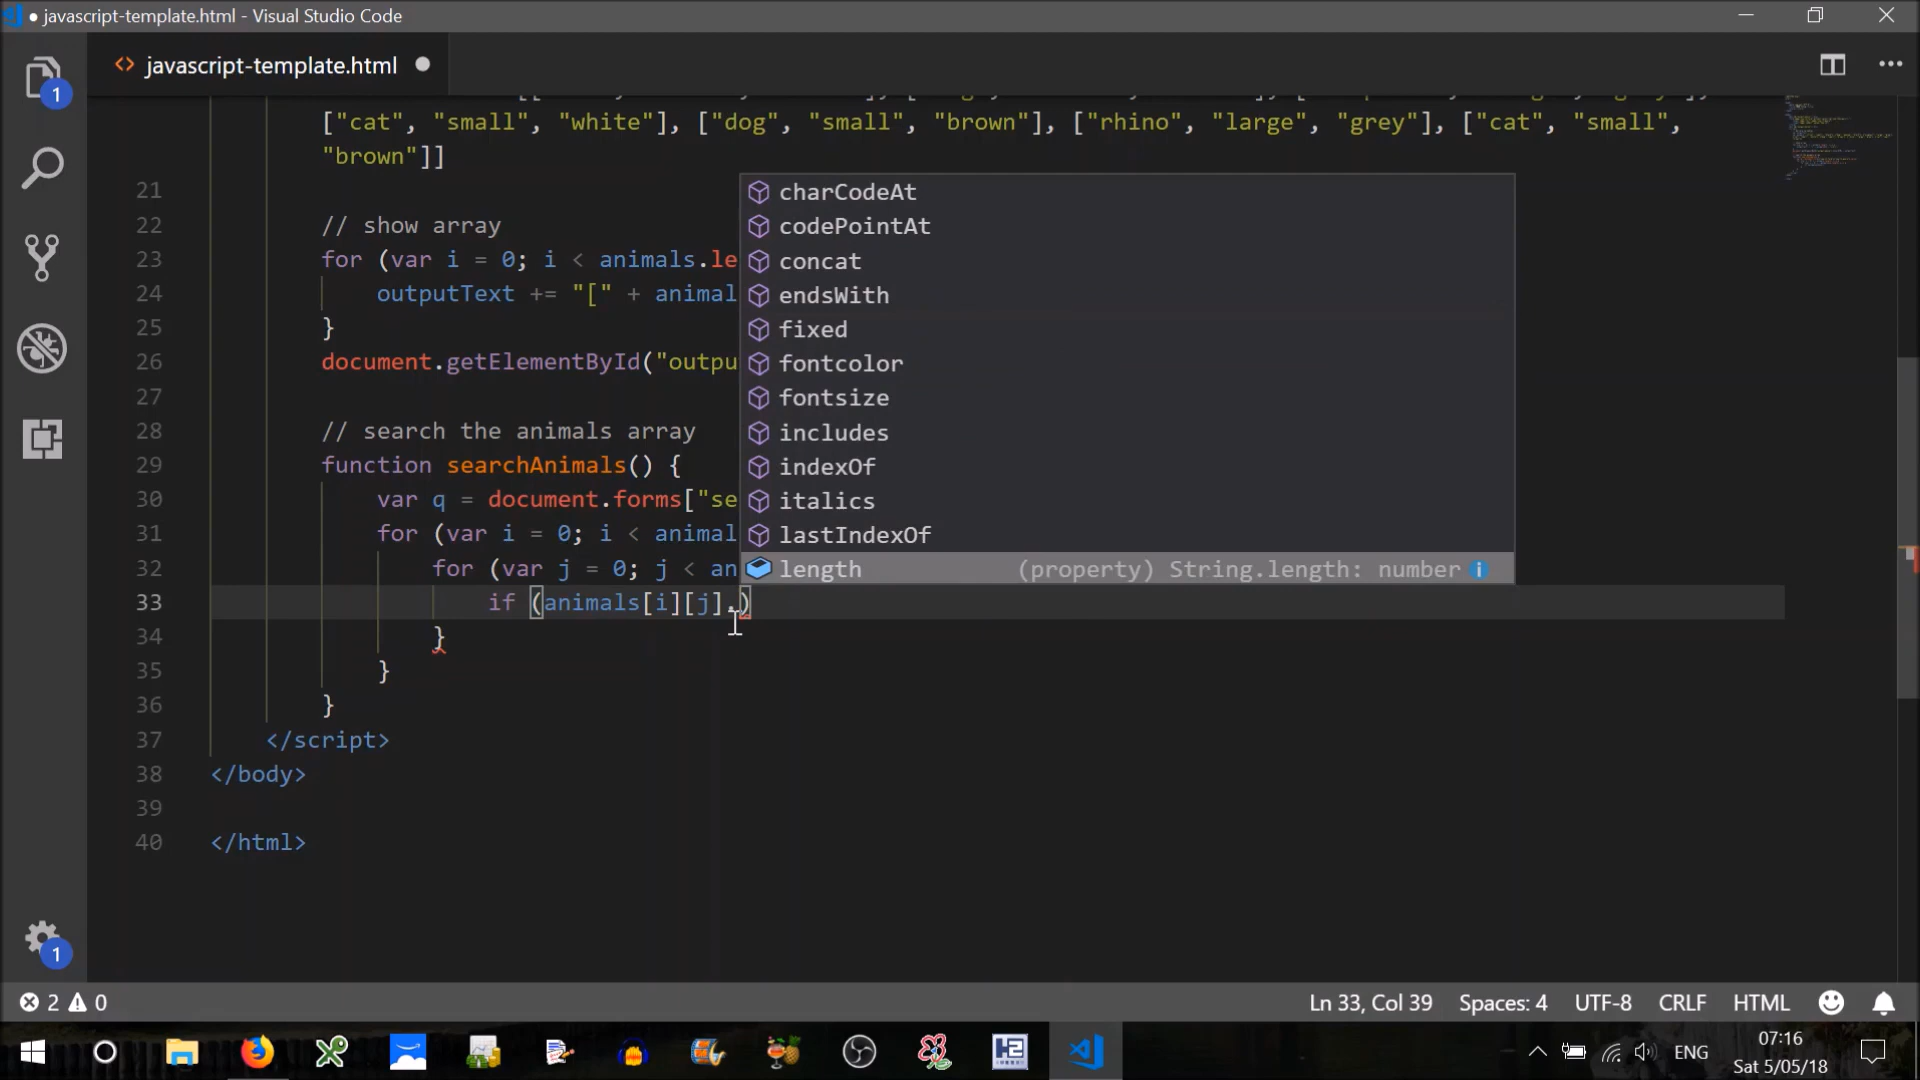 javascript-template.html - Visual Studio Code
javascript-template.html
["cat", "small", "white"], ["dog", "small", "brown"], ["rhino", "large", "grey"], ["cat", "small",
"brown"]]
21
22 // show array
23 for (var i = 0; i < animals.le
24 outputText += "[" + animal
25 }
26 document.getElementById("outpu
27
28 // search the animals array
29 function searchAnimals() {
30 var q = document.forms["se
31 for (var i = 0; i < animal
32 for (var j = 0; j < an
33 if (animals[i][j].)
34 }
35 }
36 }
37 </script>
38 </body>
39
40 </html>
charCodeAt
codePointAt
concat
endsWith
fixed
fontcolor
fontsize
includes
indexOf
italics
lastIndexOf
length (property) String.length: number
1
1
2 0
Ln 33, Col 39 Spaces: 4 UTF-8 CRLF HTML
ENG
07:16
Sat 5/05/18